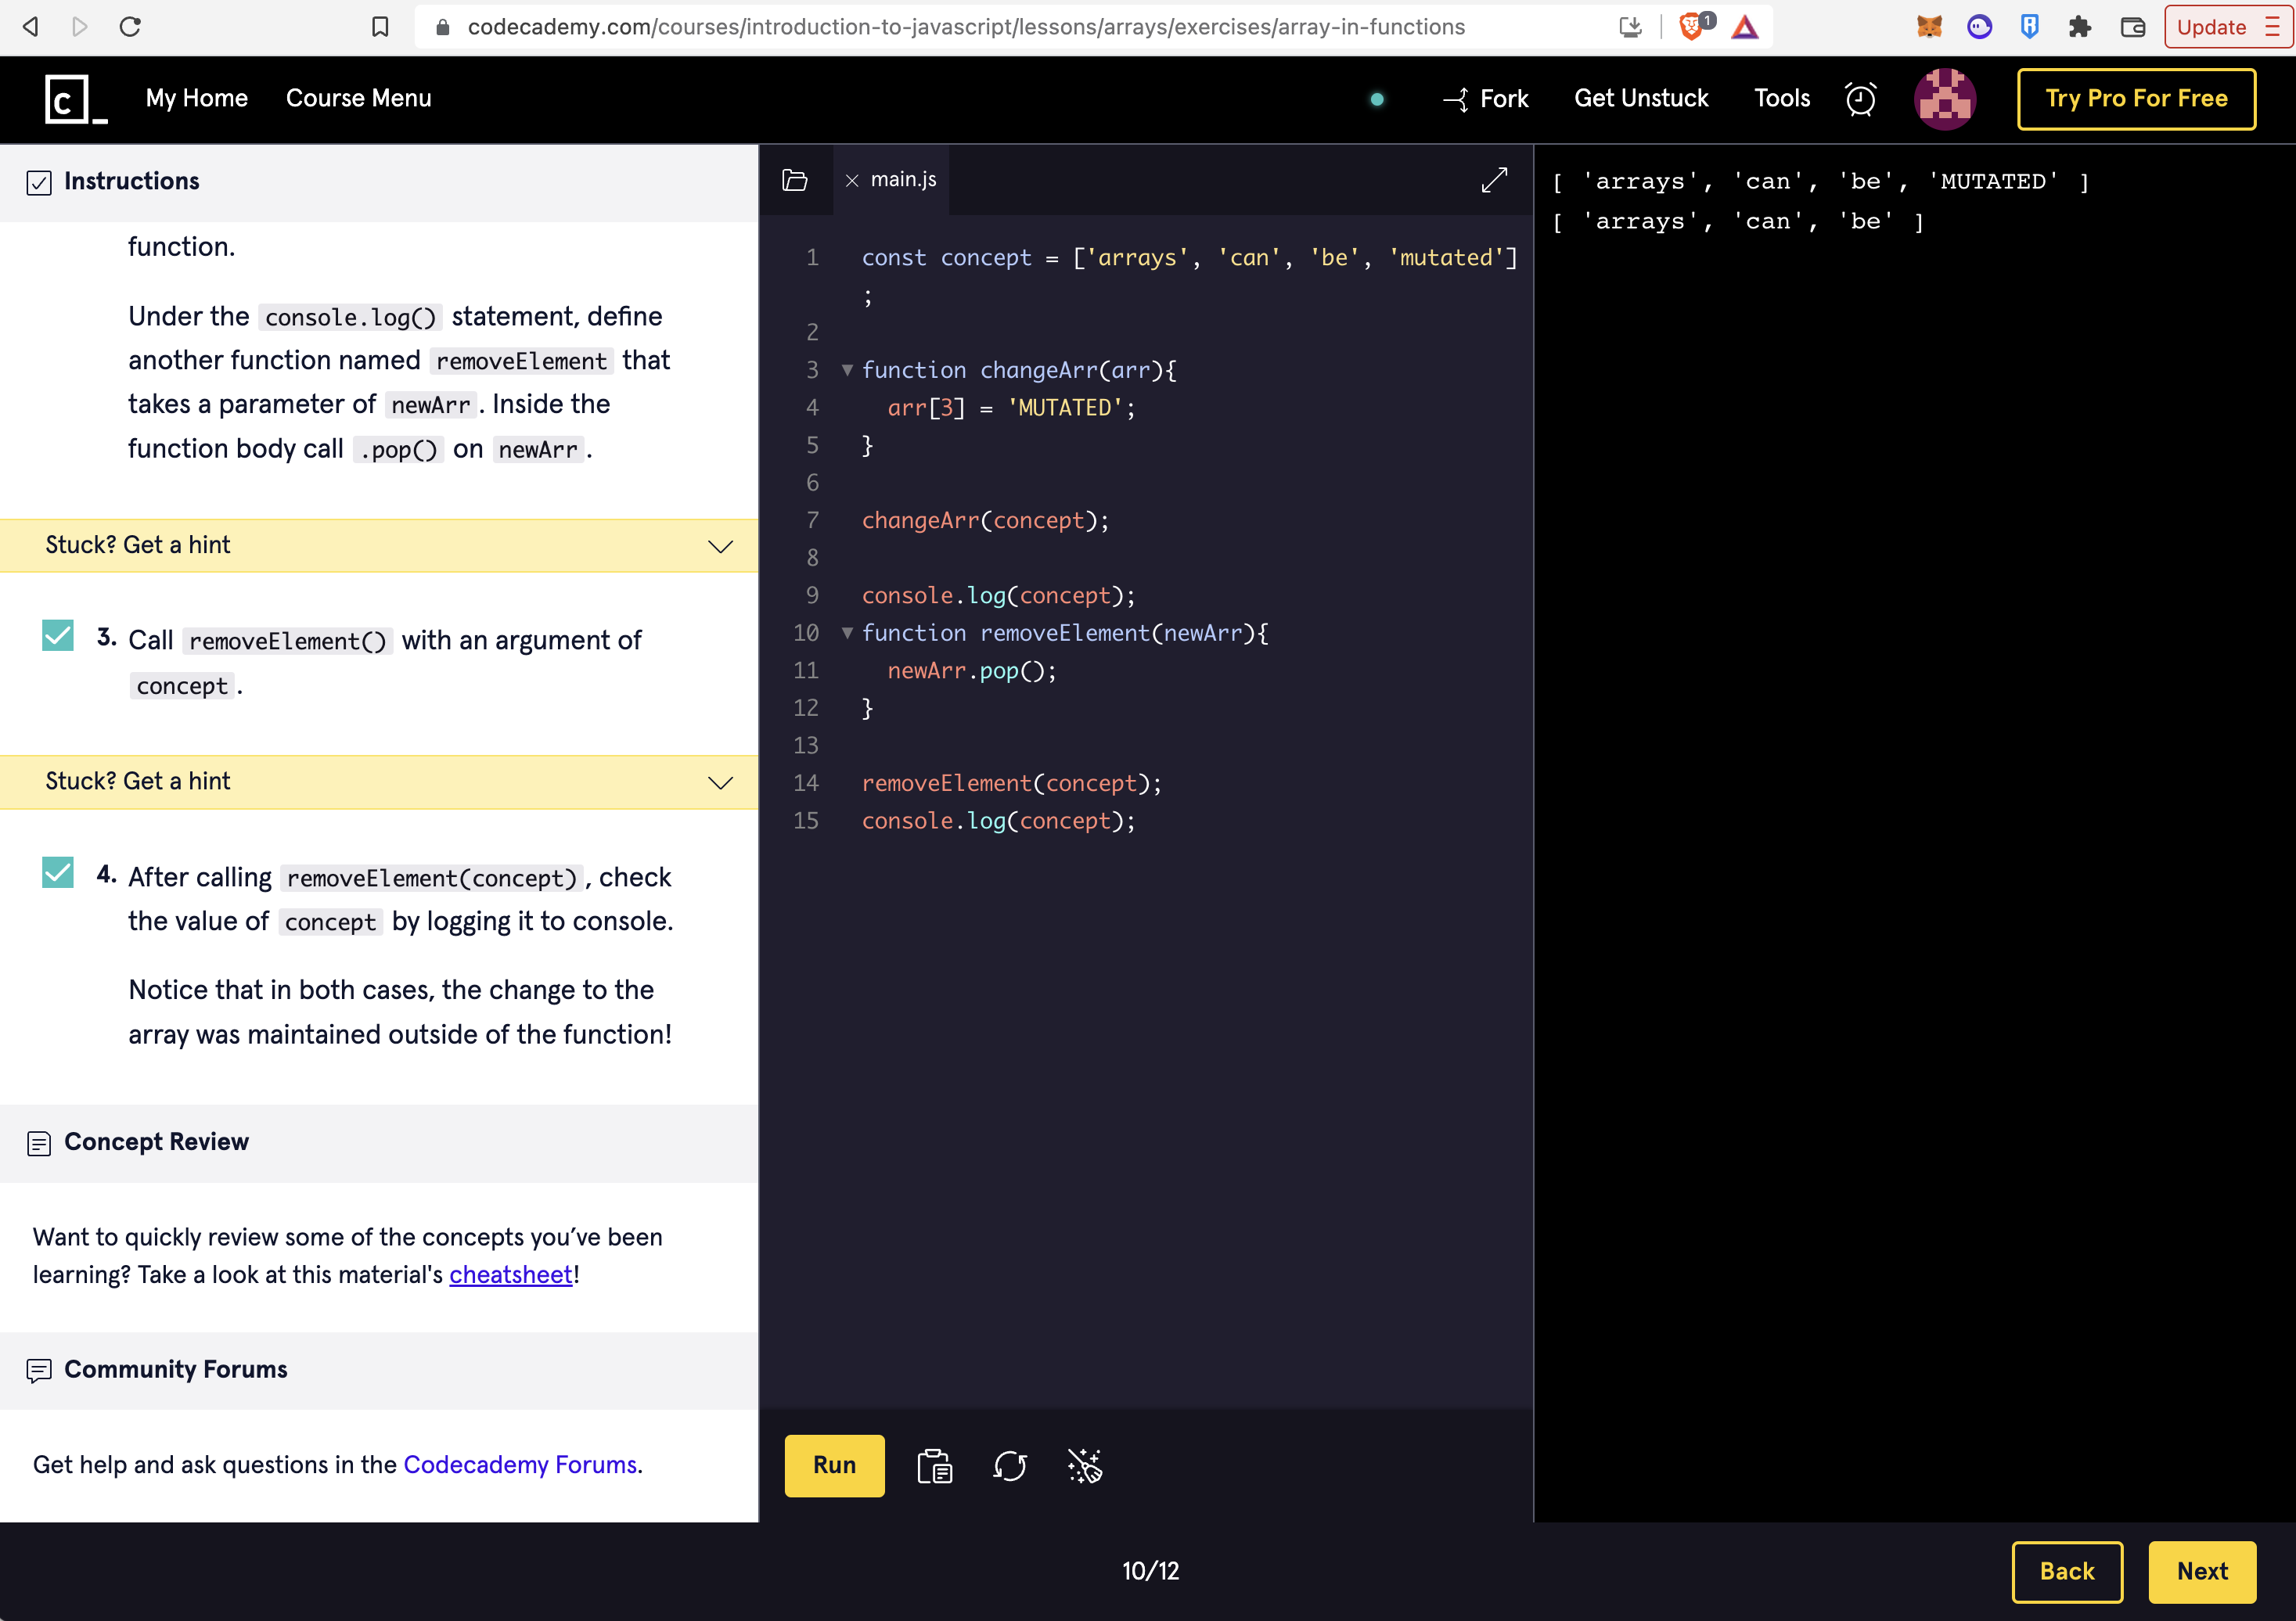 codecademy.com/courses/introduction-to-javascript/lessons/arrays/exercises/array-in-functions
1
Update
c_
My Home
Course Menu
Fork
Get Unstuck
Tools
Try Pro For Free
Instructions
function.
Under the console.log() statement, define
another function named removeElement that
takes a parameter of newArr. Inside the
function body call .pop() on newArr.
Stuck? Get a hint
3. Call removeElement() with an argument of
concept.
Stuck? Get a hint
4. After calling removeElement(concept), check
the value of concept by logging it to console.
Notice that in both cases, the change to the
array was maintained outside of the function!
Concept Review
Want to quickly review some of the concepts you’ve been
learning? Take a look at this material's cheatsheet!
Community Forums
Get help and ask questions in the Codecademy Forums.
main.js
1 const concept = ['arrays', 'can', 'be', 'mutated']
;
2
3 function changeArr(arr){
4   arr[3] = 'MUTATED';
5 }
6
7 changeArr(concept);
8
9 console.log(concept);
10 function removeElement(newArr){
11   newArr.pop();
12 }
13
14 removeElement(concept);
15 console.log(concept);
Run
[ 'arrays', 'can', 'be', 'MUTATED' ]
[ 'arrays', 'can', 'be' ]
10/12
Back
Next